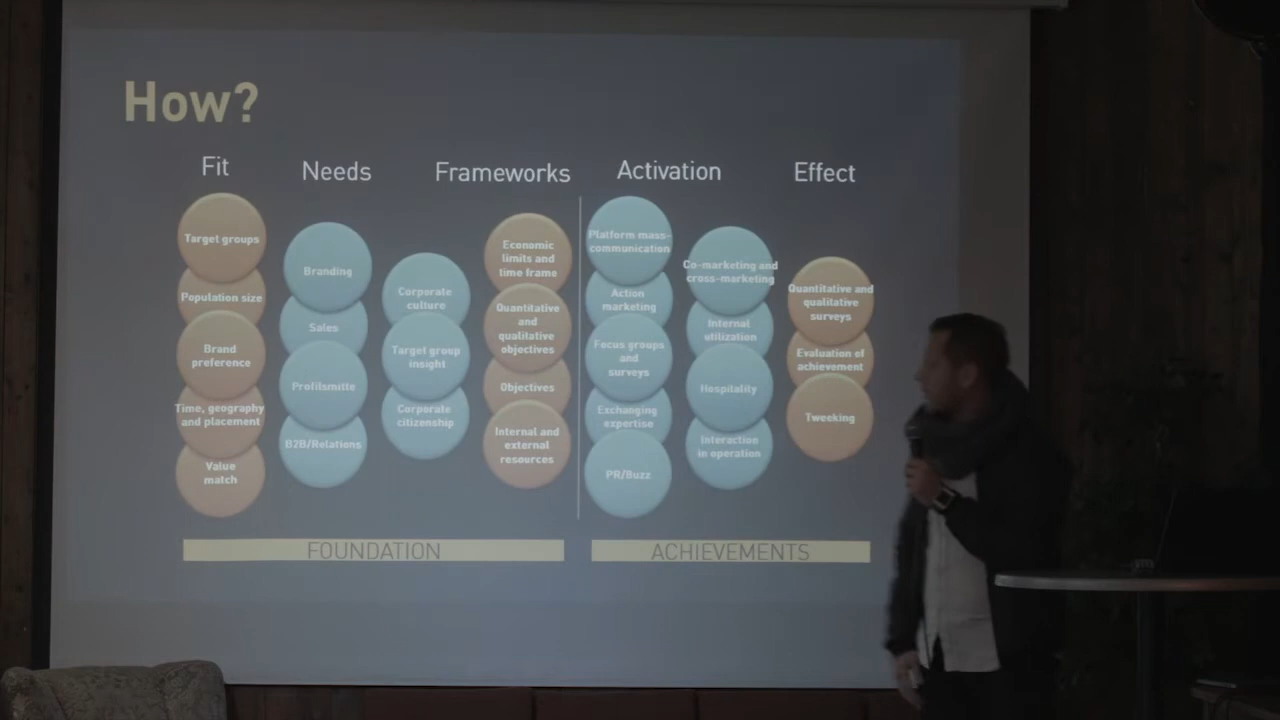 How?
Fit
Needs
Frameworks
Activation
Effect
Target groups
Population size
Brand
preference
Time, geography
and placement
Value
match
Branding
Sales
Profilsmitte
B2B/Relations
Corporate
culture
Target group
insight
Corporate
citizenship
Economic
limits and
time frame
Quantitative
and
qualitative
objectives
Objectives
Internal and
external
resources
Platform mass-
communication
Action
marketing
Focus groups
and
surveys
Exchanging
expertise
PR/Buzz
Co-marketing and
cross-marketing
Internal
utilization
Hospitality
Interaction
in operation
Quantitative and
qualitative
surveys
Evaluation of
achievement
Tweeking
FOUNDATION
ACHIEVEMENTS